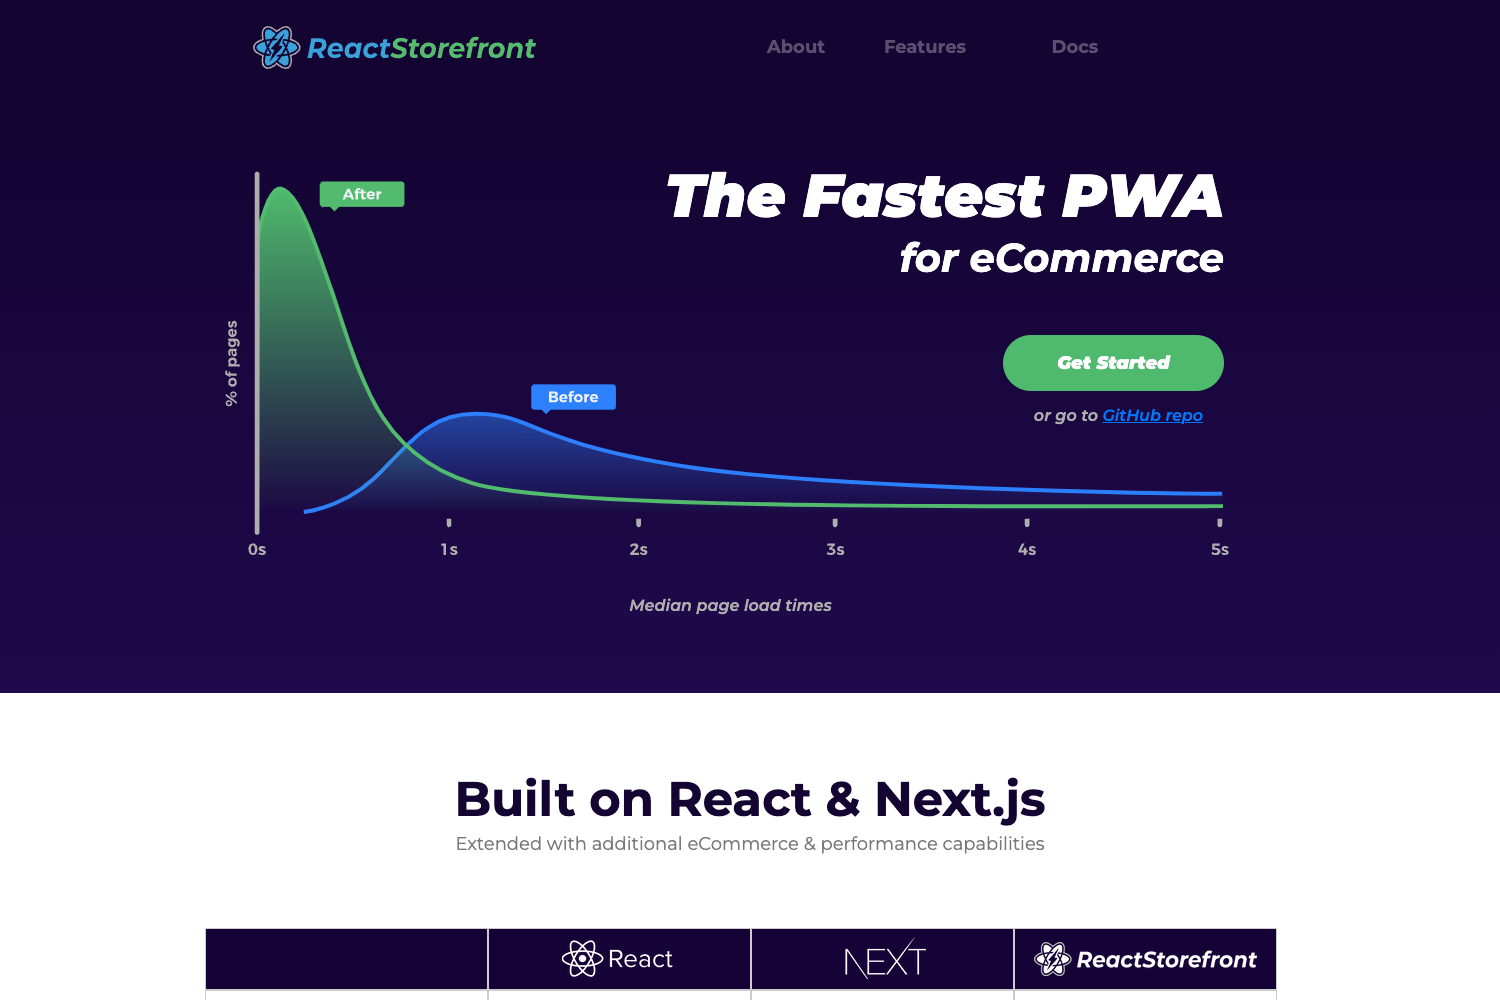 ReactStorefront
About
Features
Docs
The Fastest PWA
for eCommerce
Get Started
or go to GitHub repo
After
Before
% of pages
0s
1s
2s
3s
4s
5s
Median page load times
Built on React & Next.js
Extended with additional eCommerce & performance capabilities
React
NEXT
ReactStorefront